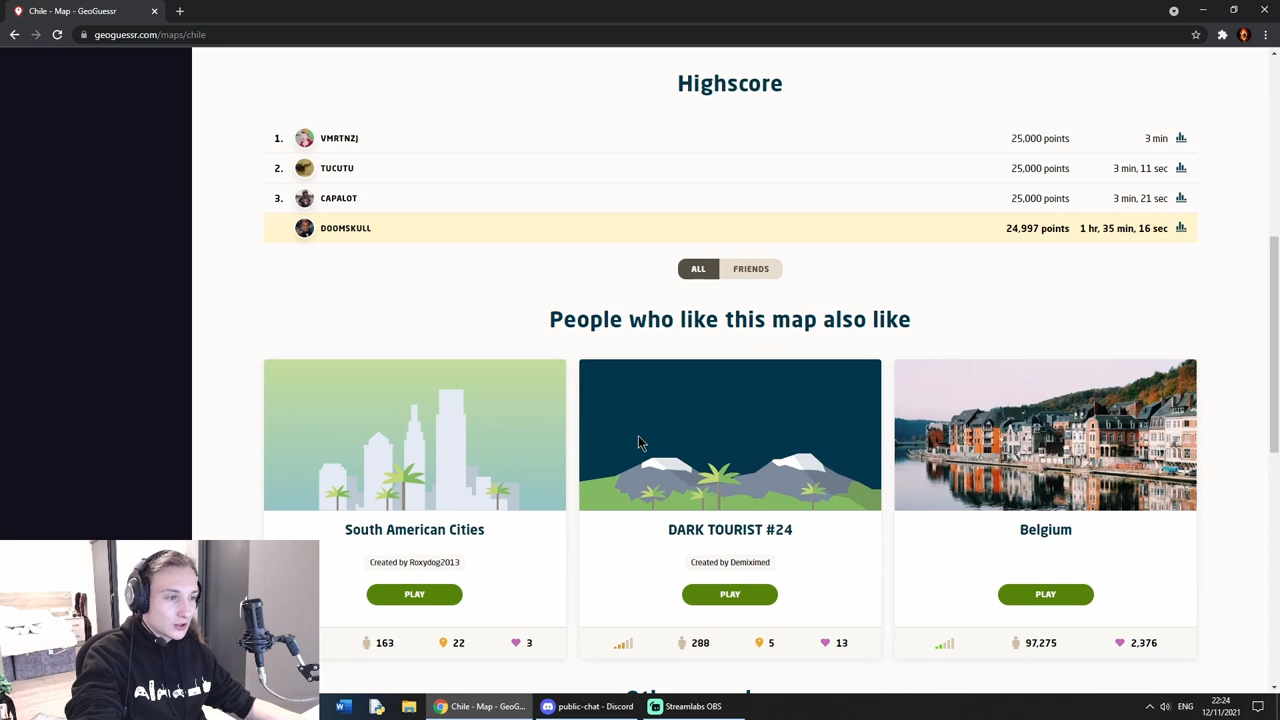 Chile - Map - GeoGuessr
geoguessr.com/maps/chile
Highscore
1. VMRTNZJ 25,000 points 3 min
2. TUCUTU 25,000 points 3 min, 11 sec
3. CAPALOT 25,000 points 3 min, 21 sec
DOOMSKULL 24,997 points 1 hr, 35 min, 16 sec
ALL FRIENDS
People who like this map also like
South American Cities DARK TOURIST #24 Belgium
Created by Roxydog2013 Created by Demiximed
PLAY PLAY PLAY
163 22 3 288 5 13 97,275 2,376
Chile - Map - GeoG... public-chat - Discord Streamlabs OBS ENG 22:24
12/11/2021